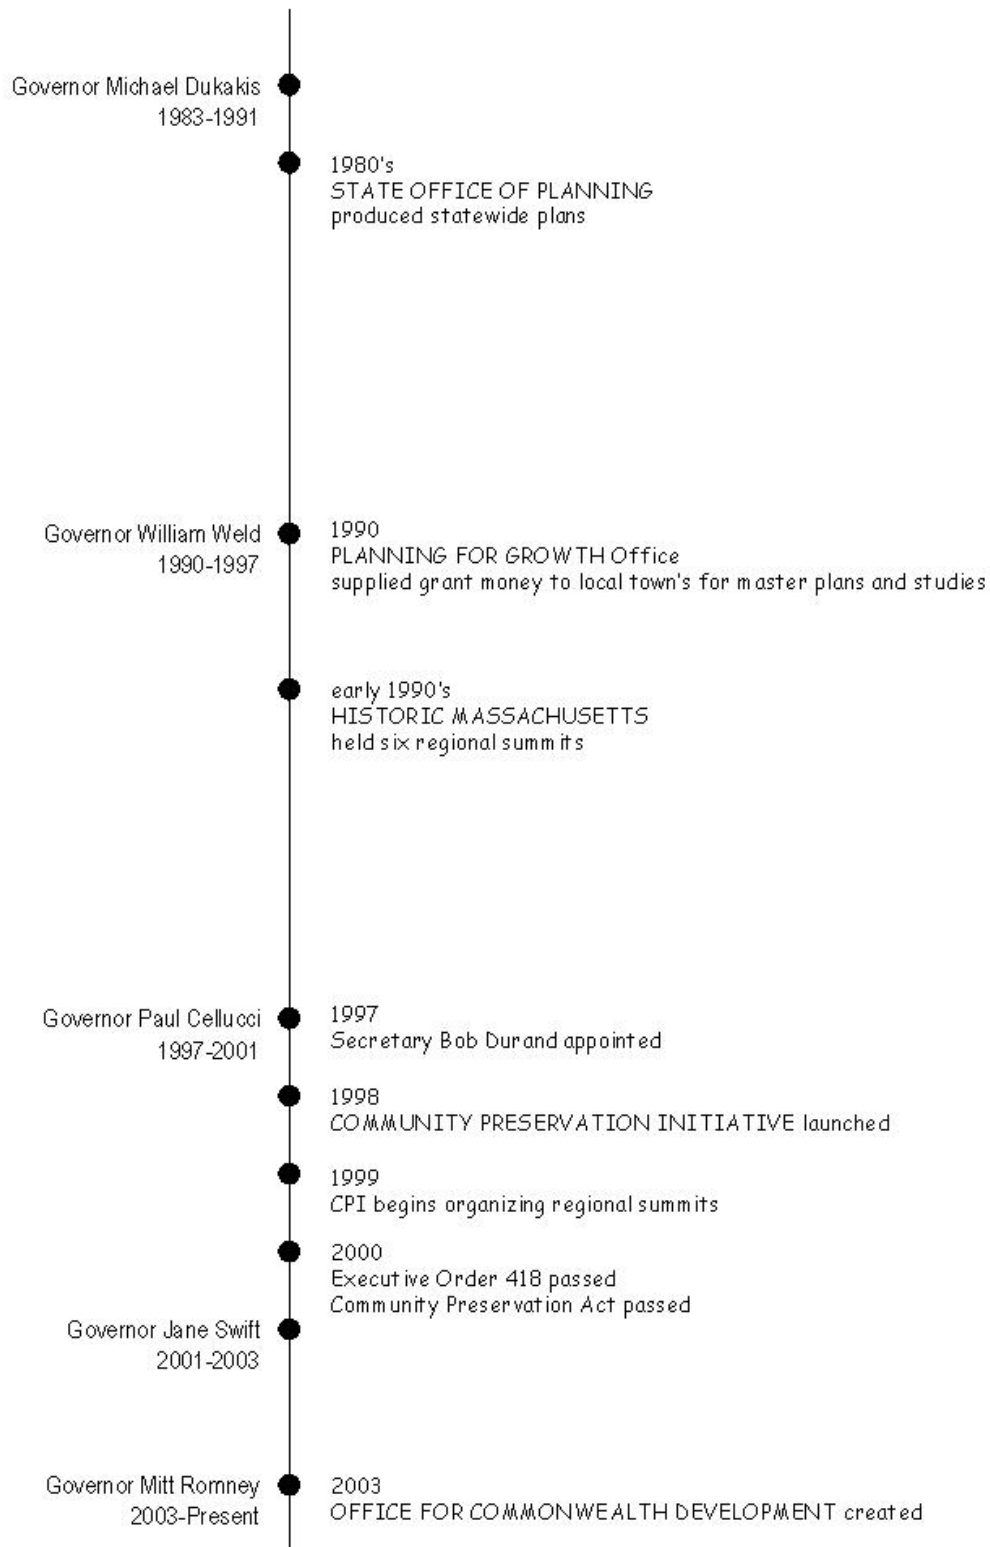 Governor Michael Dukakis
1983-1991
1980's
STATE OFFICE OF PLANNING
produced statewide plans
Governor William Weld
1990-1997
1990
PLANNING FOR GROWTH Office
supplied grant money to local town's for master plans and studies
early 1990's
HISTORIC MASSACHUSETTS
held six regional summits
Governor Paul Cellucci
1997-2001
1997
Secretary Bob Durand appointed
1998
COMMUNITY PRESERVATION INITIATIVE launched
1999
CPI begins organizing regional summits
2000
Executive Order 418 passed
Community Preservation Act passed
Governor Jane Swift
2001-2003
Governor Mitt Romney
2003-Present
2003
OFFICE FOR COMMONWEALTH DEVELOPMENT created